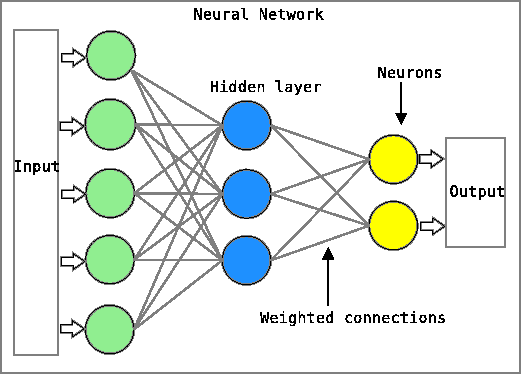 Neural Network
Hidden layer
Neurons
Input
Output
Weighted connections